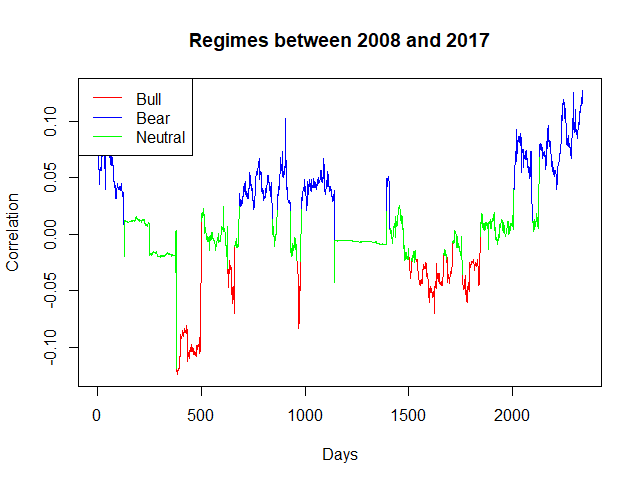 Regimes between 2008 and 2017
Bull
Bear
Neutral
Correlation
0.10
0.05
0.00
-0.05
-0.10
0
500
1000
1500
2000
Days